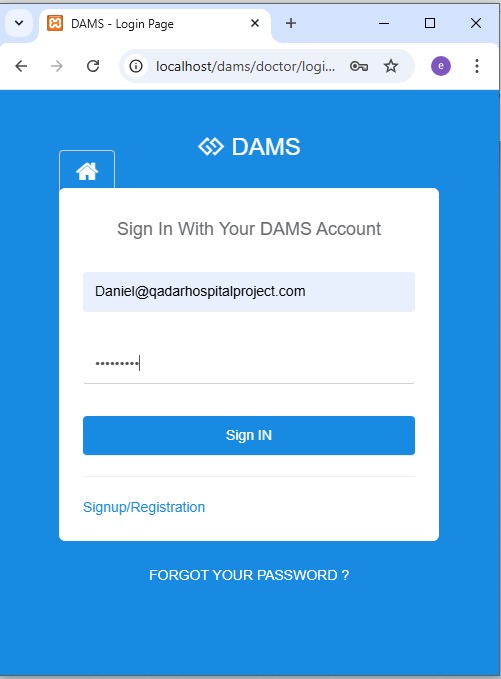 DAMS - Login Page
localhost/dams/doctor/logi...
e
DAMS
Sign In With Your DAMS Account
Daniel@qadarhospitalproject.com
•••••••••
Sign IN
Signup/Registration
FORGOT YOUR PASSWORD ?